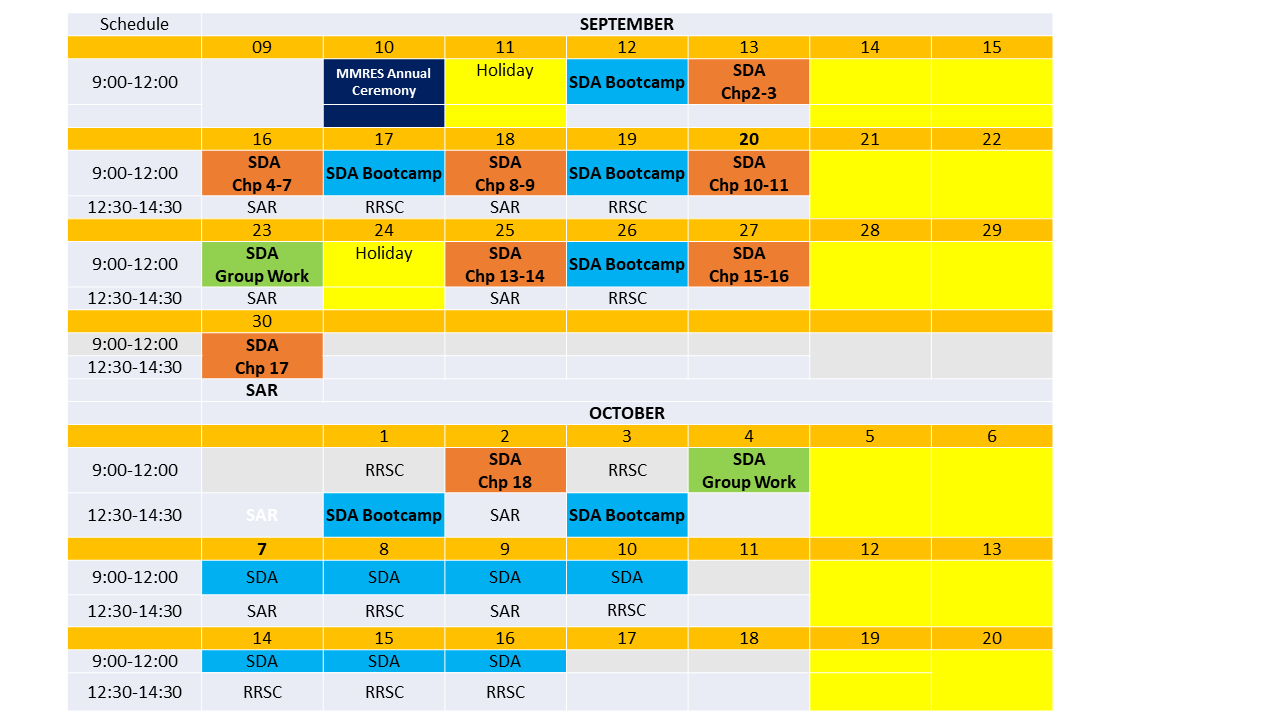 Schedule SEPTEMBER
09 10 11 12 13 14 15
9:00-12:00 MMRES Annual Ceremony Holiday SDA Bootcamp SDA Chp2-3
16 17 18 19 20 21 22
9:00-12:00 SDA Chp 4-7 SDA Bootcamp SDA Chp 8-9 SDA Bootcamp SDA Chp 10-11
12:30-14:30 SAR RRSC SAR RRSC
23 24 25 26 27 28 29
9:00-12:00 SDA Group Work Holiday SDA Chp 13-14 SDA Bootcamp SDA Chp 15-16
12:30-14:30 SAR SAR RRSC
30
9:00-12:00 SDA
12:30-14:30 Chp 17
SAR
OCTOBER
1 2 3 4 5 6
9:00-12:00 RRSC SDA Chp 18 RRSC SDA Group Work
12:30-14:30 SAR SDA Bootcamp SAR SDA Bootcamp
7 8 9 10 11 12 13
9:00-12:00 SDA SDA SDA SDA
12:30-14:30 SAR RRSC SAR RRSC
14 15 16 17 18 19 20
9:00-12:00 SDA SDA SDA
12:30-14:30 RRSC RRSC RRSC